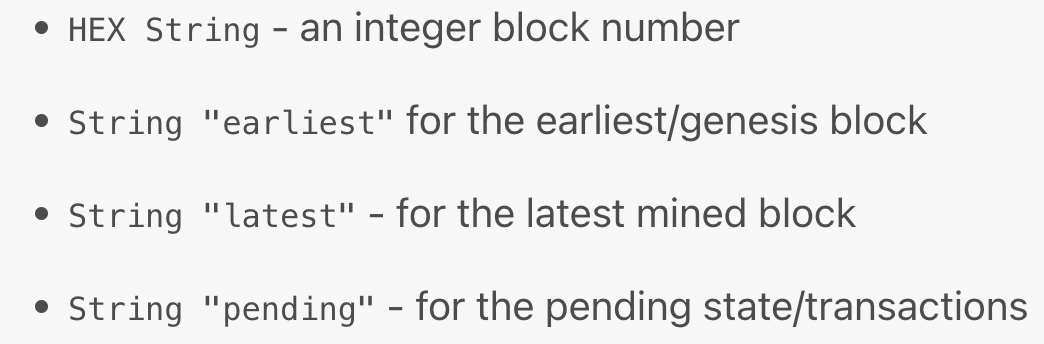 • HEX String - an integer block number
• String "earliest" for the earliest/genesis block
• String "latest" - for the latest mined block
• String "pending" - for the pending state/transactions